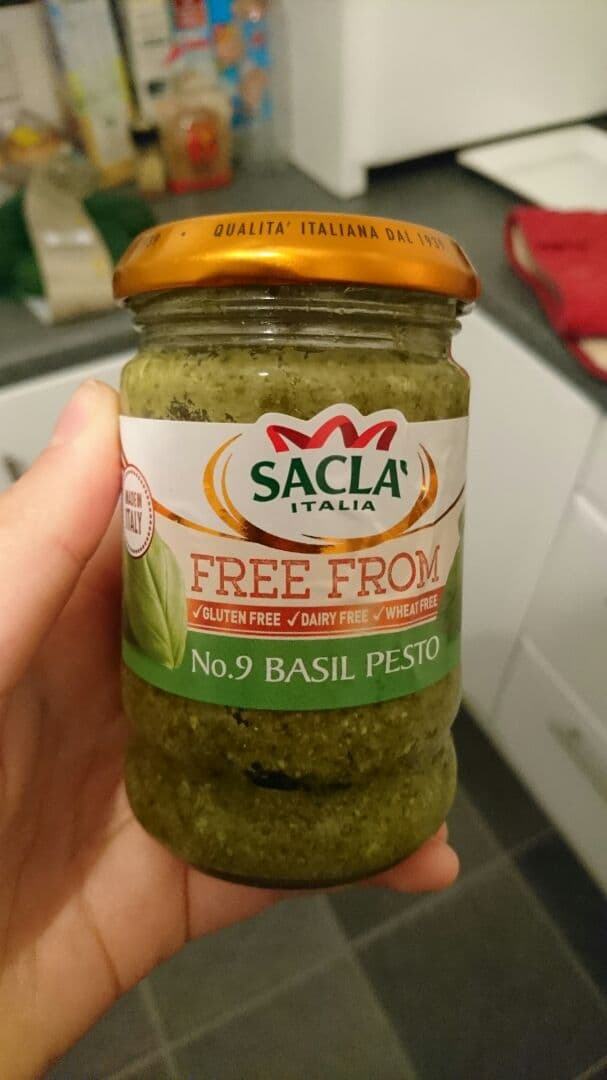 QUALITA' ITALIANA DAL 1939
MADE IN
ITALY
SACLA'
ITALIA
FREE FROM
✓GLUTEN FREE ✓DAIRY FREE ✓WHEAT FREE
No.9 BASIL PESTO